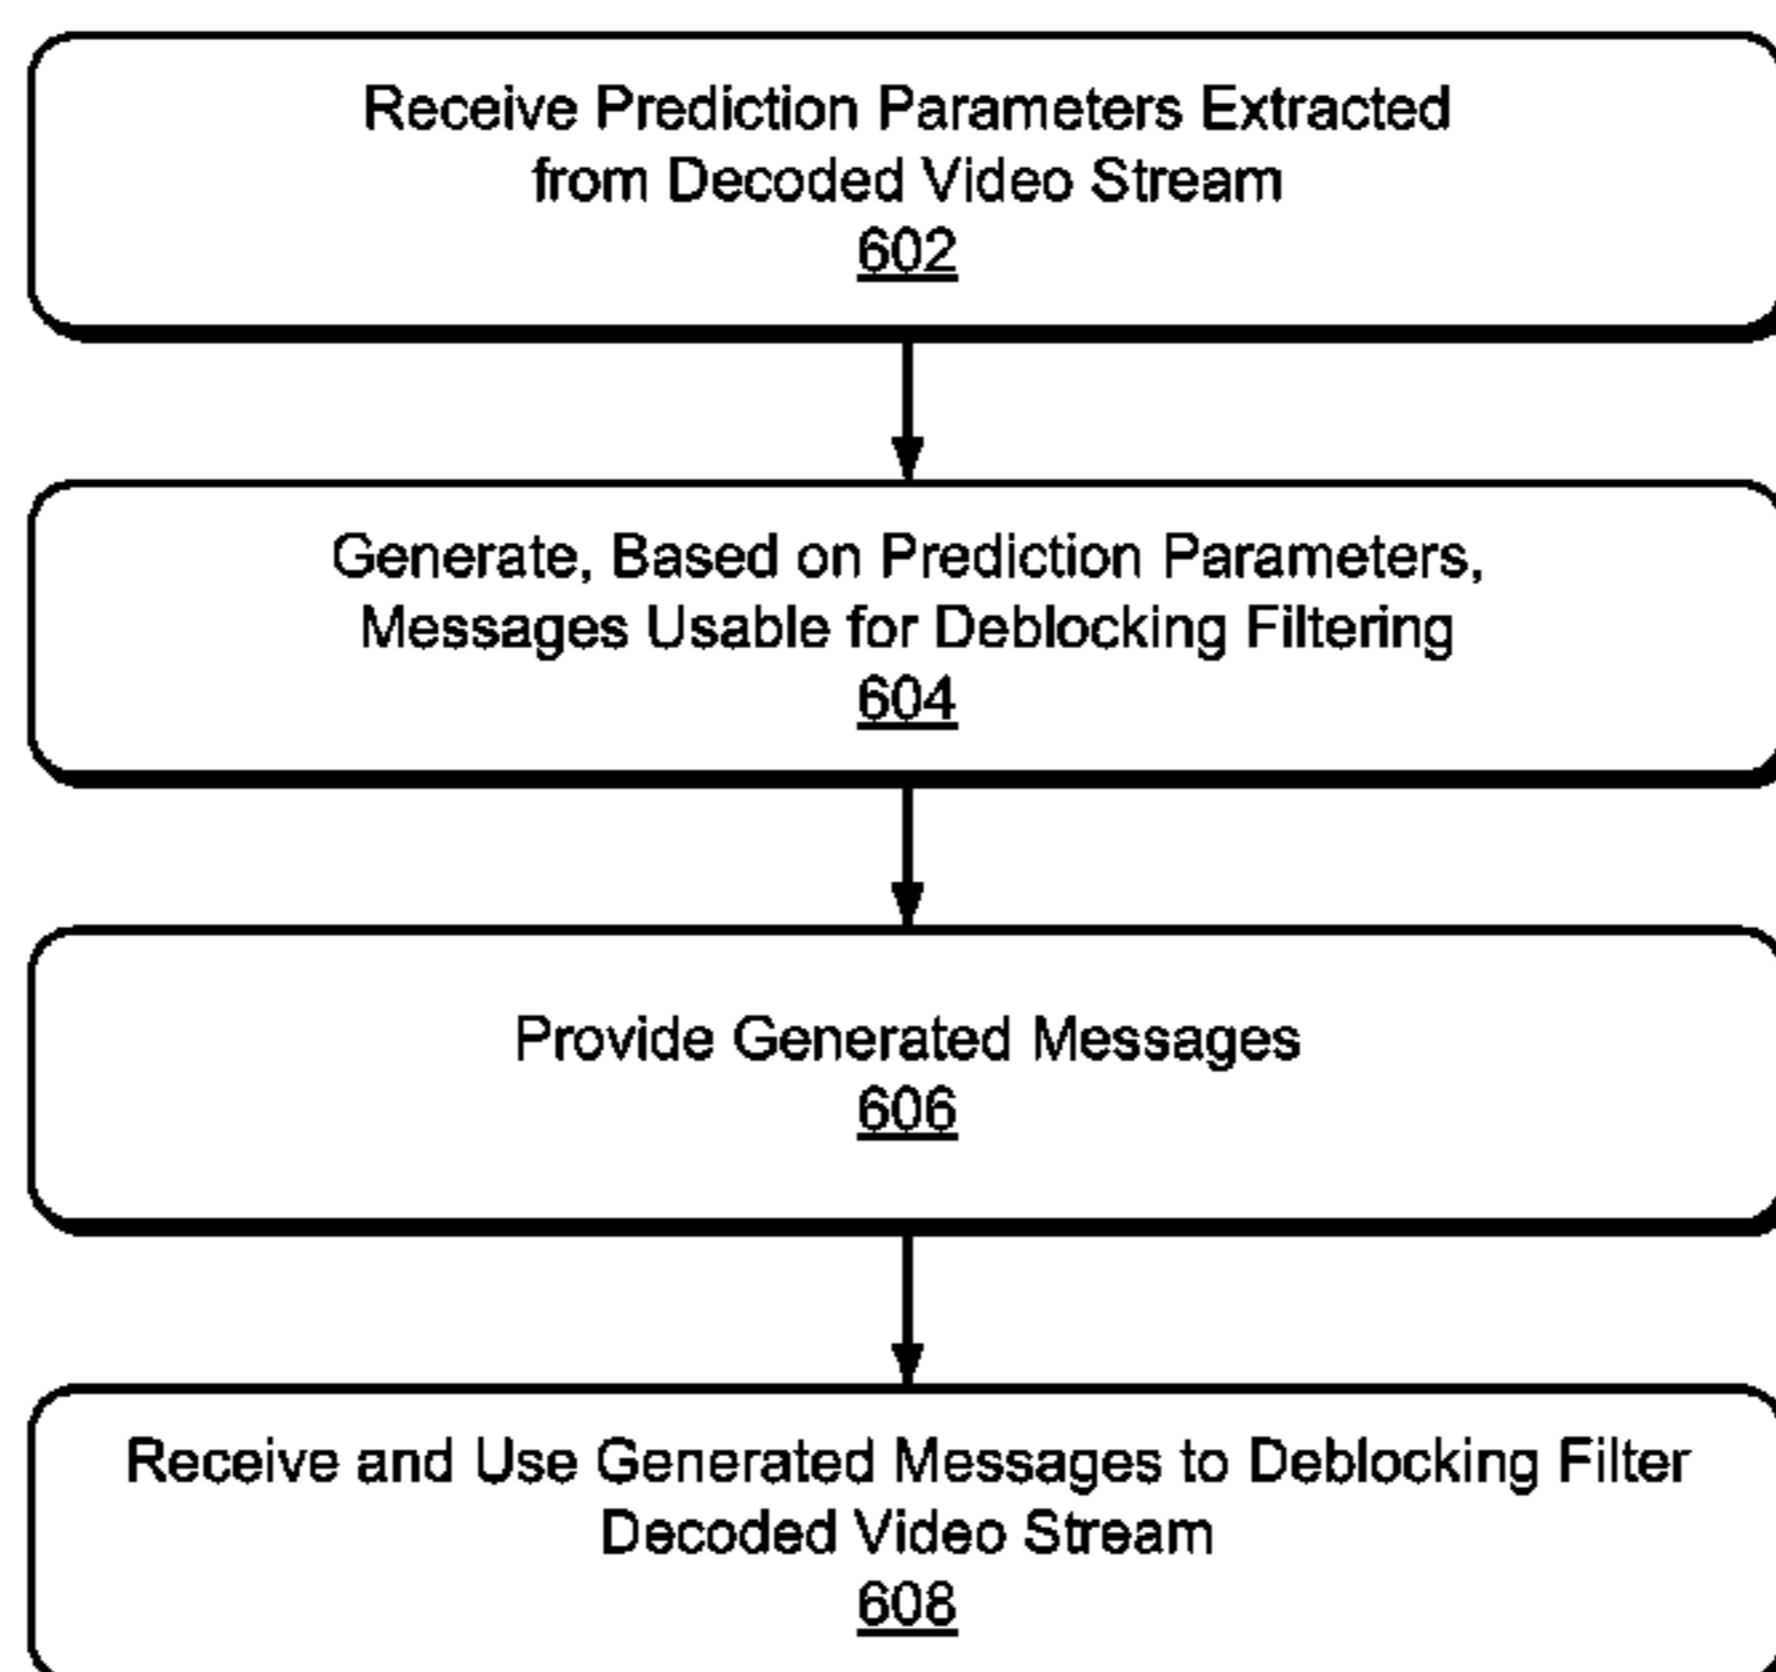 Receive Prediction Parameters Extracted
from Decoded Video Stream
602
Generate, Based on Prediction Parameters,
Messages Usable for Deblocking Filtering
604
Provide Generated Messages
606
Receive and Use Generated Messages to Deblocking Filter
Decoded Video Stream
608